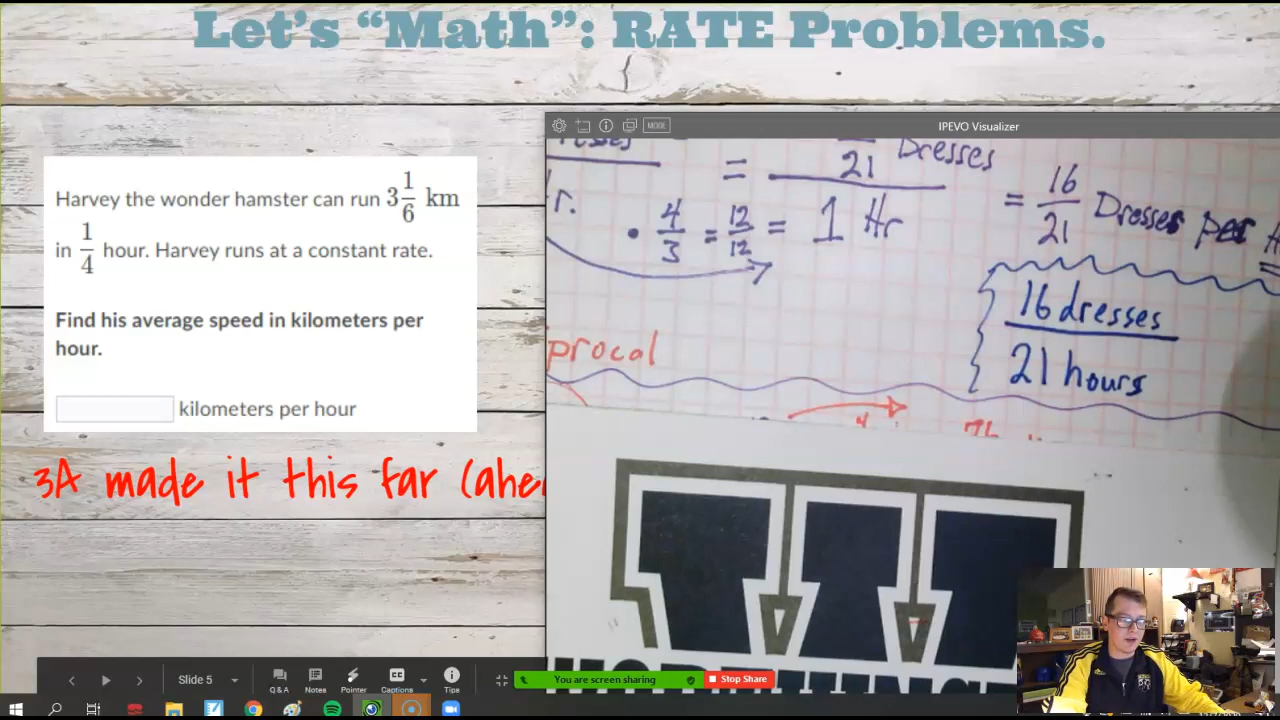 Let's “Math”: RATE Problems.
Harvey the wonder hamster can run 3 1/6 km
in 1/4 hour. Harvey runs at a constant rate.
Find his average speed in kilometers per
hour.
kilometers per hour
3A made it this far
MODE
IPEVO Visualizer
= 21 Dresses = 16/21 Dresses per
r. • 4/3 = 12/12 = 1 Hr
16 dresses
21 hours
procal
Slide 5
Q & A
Notes
Pointer
Captions
Tips
You are screen sharing
Stop Share